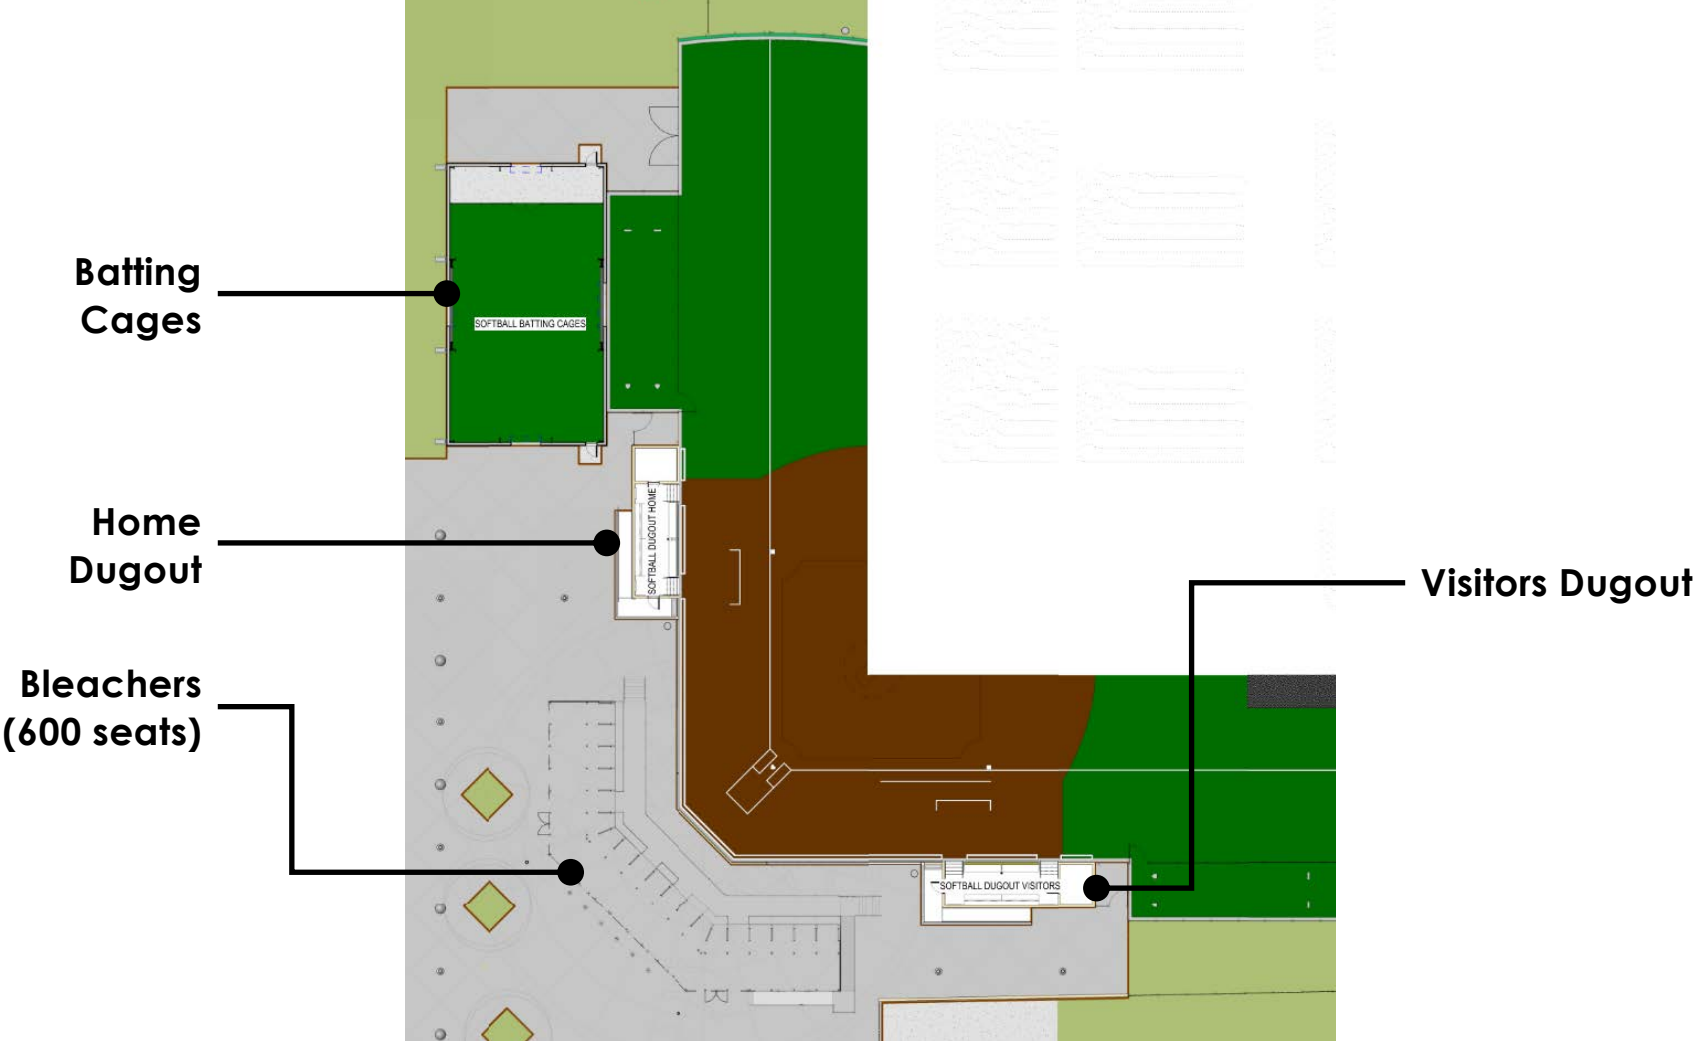 Batting
Cages
SOFTBALL BATTING CAGES
Home
Dugout
SOFTBALL DUGOUT HOME
Visitors Dugout
Bleachers
(600 seats)
SOFTBALL DUGOUT VISITORS